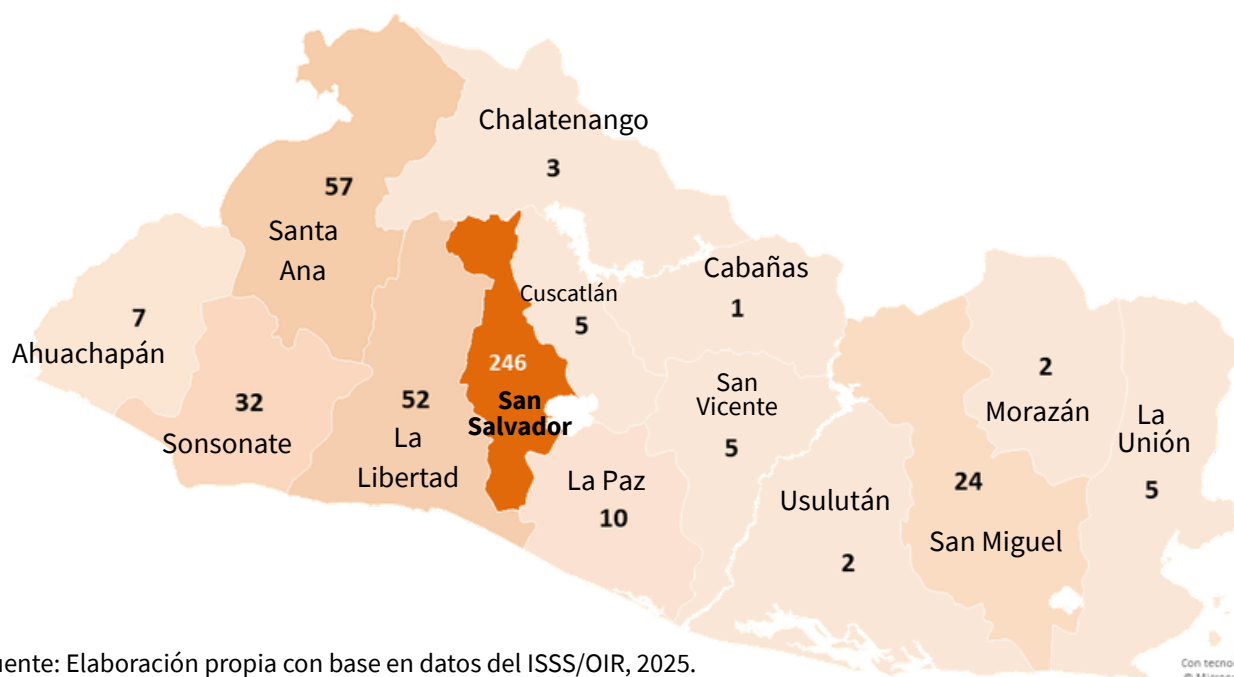 Chalatenango
3
57
Santa
Ana
Cabañas
1
Cuscatlán
5
7
Ahuachapán
246
San
Salvador
32
Sonsonate
52
La
Libertad
San
Vicente
5
2
Morazán
La
Unión
5
La Paz
10
Usulután
2
24
San Miguel
uente: Elaboración propia con base en datos del ISSS/OIR, 2025.
Con tecnol